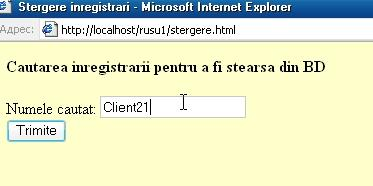 Stergere inregistrari - Microsoft Internet Explorer
Адрес: http://localhost/rusu1/stergere.html
Cautarea inregistrarii pentru a fi stearsa din BD
Numele cautat: Client21
Trimite